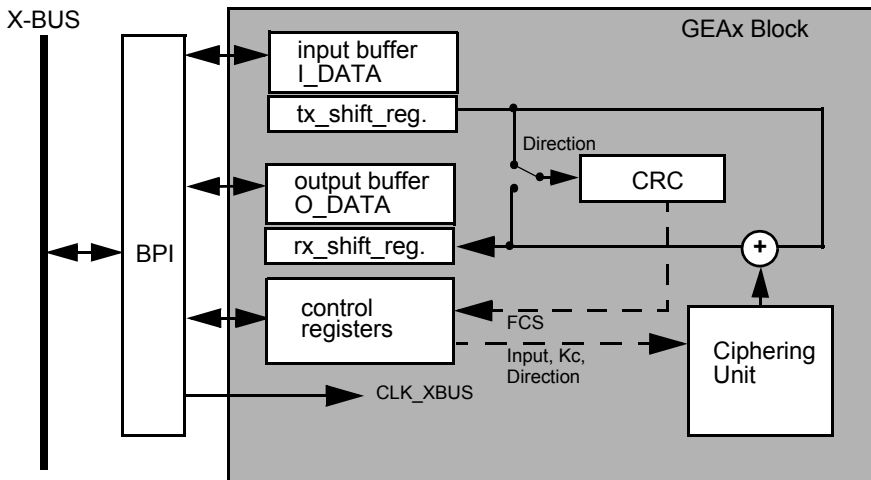 X-BUS
GEAx Block
input buffer
I_DATA
tx_shift_reg.
Direction
CRC
output buffer
O_DATA
rx_shift_reg.
+
BPI
control
registers
FCS
Input, Kc,
Direction
Ciphering
Unit
CLK_XBUS